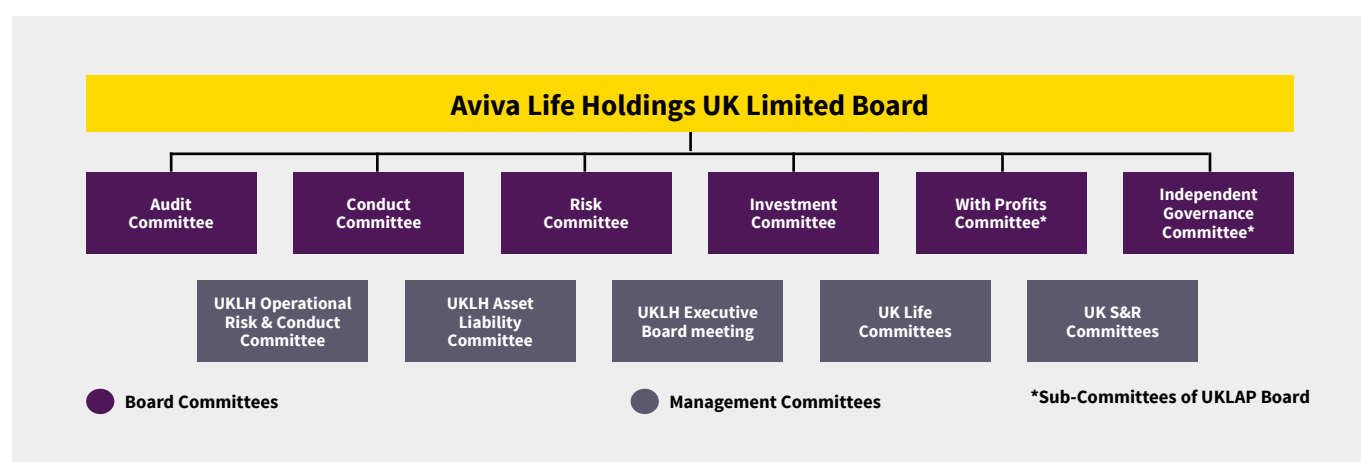 Aviva Life Holdings UK Limited Board
Audit
Committee
Conduct
Committee
Risk
Committee
Investment
Committee
With Profits
Committee*
Independent
Governance
Committee*
UKLH Operational
Risk & Conduct
Committee
UKLH Asset
Liability
Committee
UKLH Executive
Board meeting
UK Life
Committees
UK S&R
Committees
Board Committees
Management Committees
*Sub-Committees of UKLAP Board